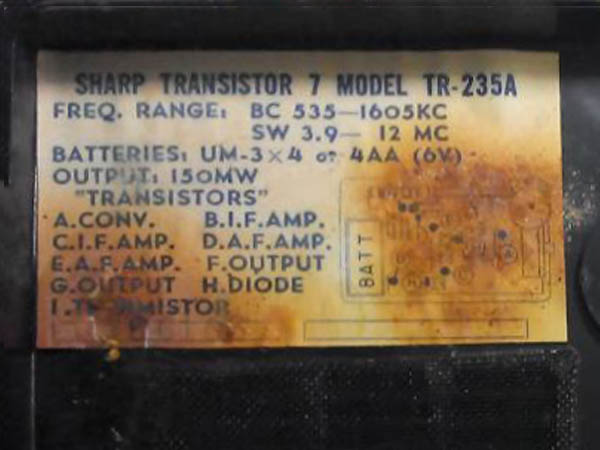 SHARP TRANSISTOR 7 MODEL TR-235A
FREQ. RANGE: BC 535-1605KC
SW 3.9- 12 MC
BATTERIES: UM-3×4 or 4AA (6V)
OUTPUT: 150MW
"TRANSISTORS"
A.CONV. B.I.F.AMP.
C.I.F.AMP. D.A.F.AMP.
E.A.F.AMP. F.OUTPUT
G.OUTPUT H.DIODE
BATT